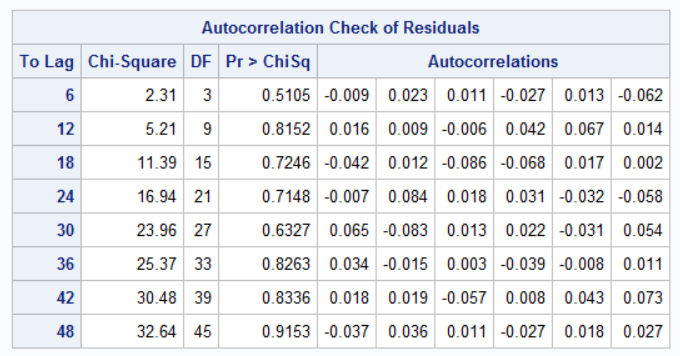 Autocorrelation Check of Residuals
To Lag Chi-Square DF Pr > ChiSq Autocorrelations
6 2.31 3 0.5105 -0.009 0.023 0.011 -0.027 0.013 -0.062
12 5.21 9 0.8152 0.016 0.009 -0.006 0.042 0.067 0.014
18 11.39 15 0.7246 -0.042 0.012 -0.086 -0.068 0.017 0.002
24 16.94 21 0.7148 -0.007 0.084 0.018 0.031 -0.032 -0.058
30 23.96 27 0.6327 0.065 -0.083 0.013 0.022 -0.031 0.054
36 25.37 33 0.8263 0.034 -0.015 0.003 -0.039 -0.008 0.011
42 30.48 39 0.8336 0.018 0.019 -0.057 0.008 0.043 0.073
48 32.64 45 0.9153 -0.037 0.036 0.011 -0.027 0.018 0.027